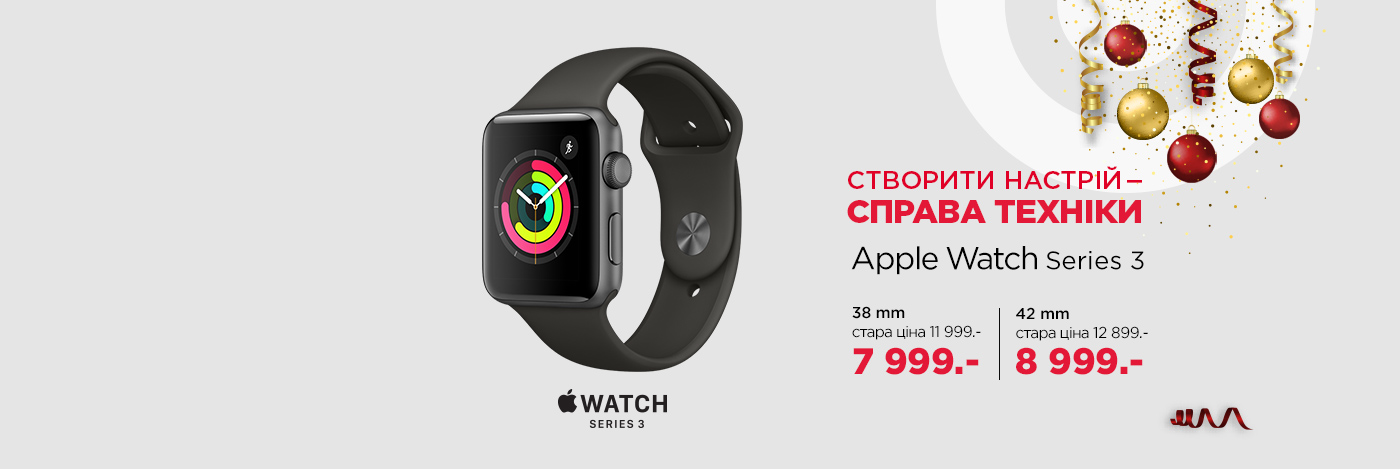 СТВОРИТИ НАСТРІЙ –
СПРАВА ТЕХНІКИ
Apple Watch Series 3
38 mm
стара ціна 11 999.-
7 999.-
42 mm
стара ціна 12 899.-
8 999.-
WATCH
SERIES 3